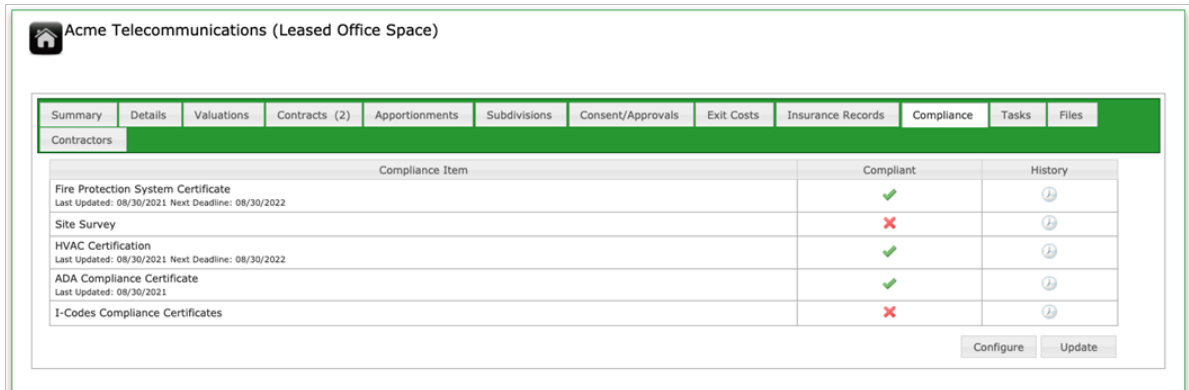 Acme Telecommunications (Leased Office Space)
Summary Details Valuations Contracts (2) Apportionments Subdivisions Consent/Approvals Exit Costs Insurance Records Compliance Tasks Files
Contractors
Compliance Item Compliant History
Fire Protection System Certificate
Last Updated: 08/30/2021 Next Deadline: 08/30/2022
Site Survey
HVAC Certification
Last Updated: 08/30/2021 Next Deadline: 08/30/2022
ADA Compliance Certificate
Last Updated: 08/30/2021
I-Codes Compliance Certificates
Configure Update